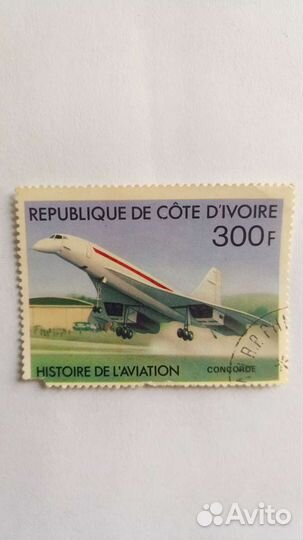 REPUBLIQUE DE CÔTE D'IVOIRE
300F
HISTOIRE DE L'AVIATION
CONCORDE
Avito